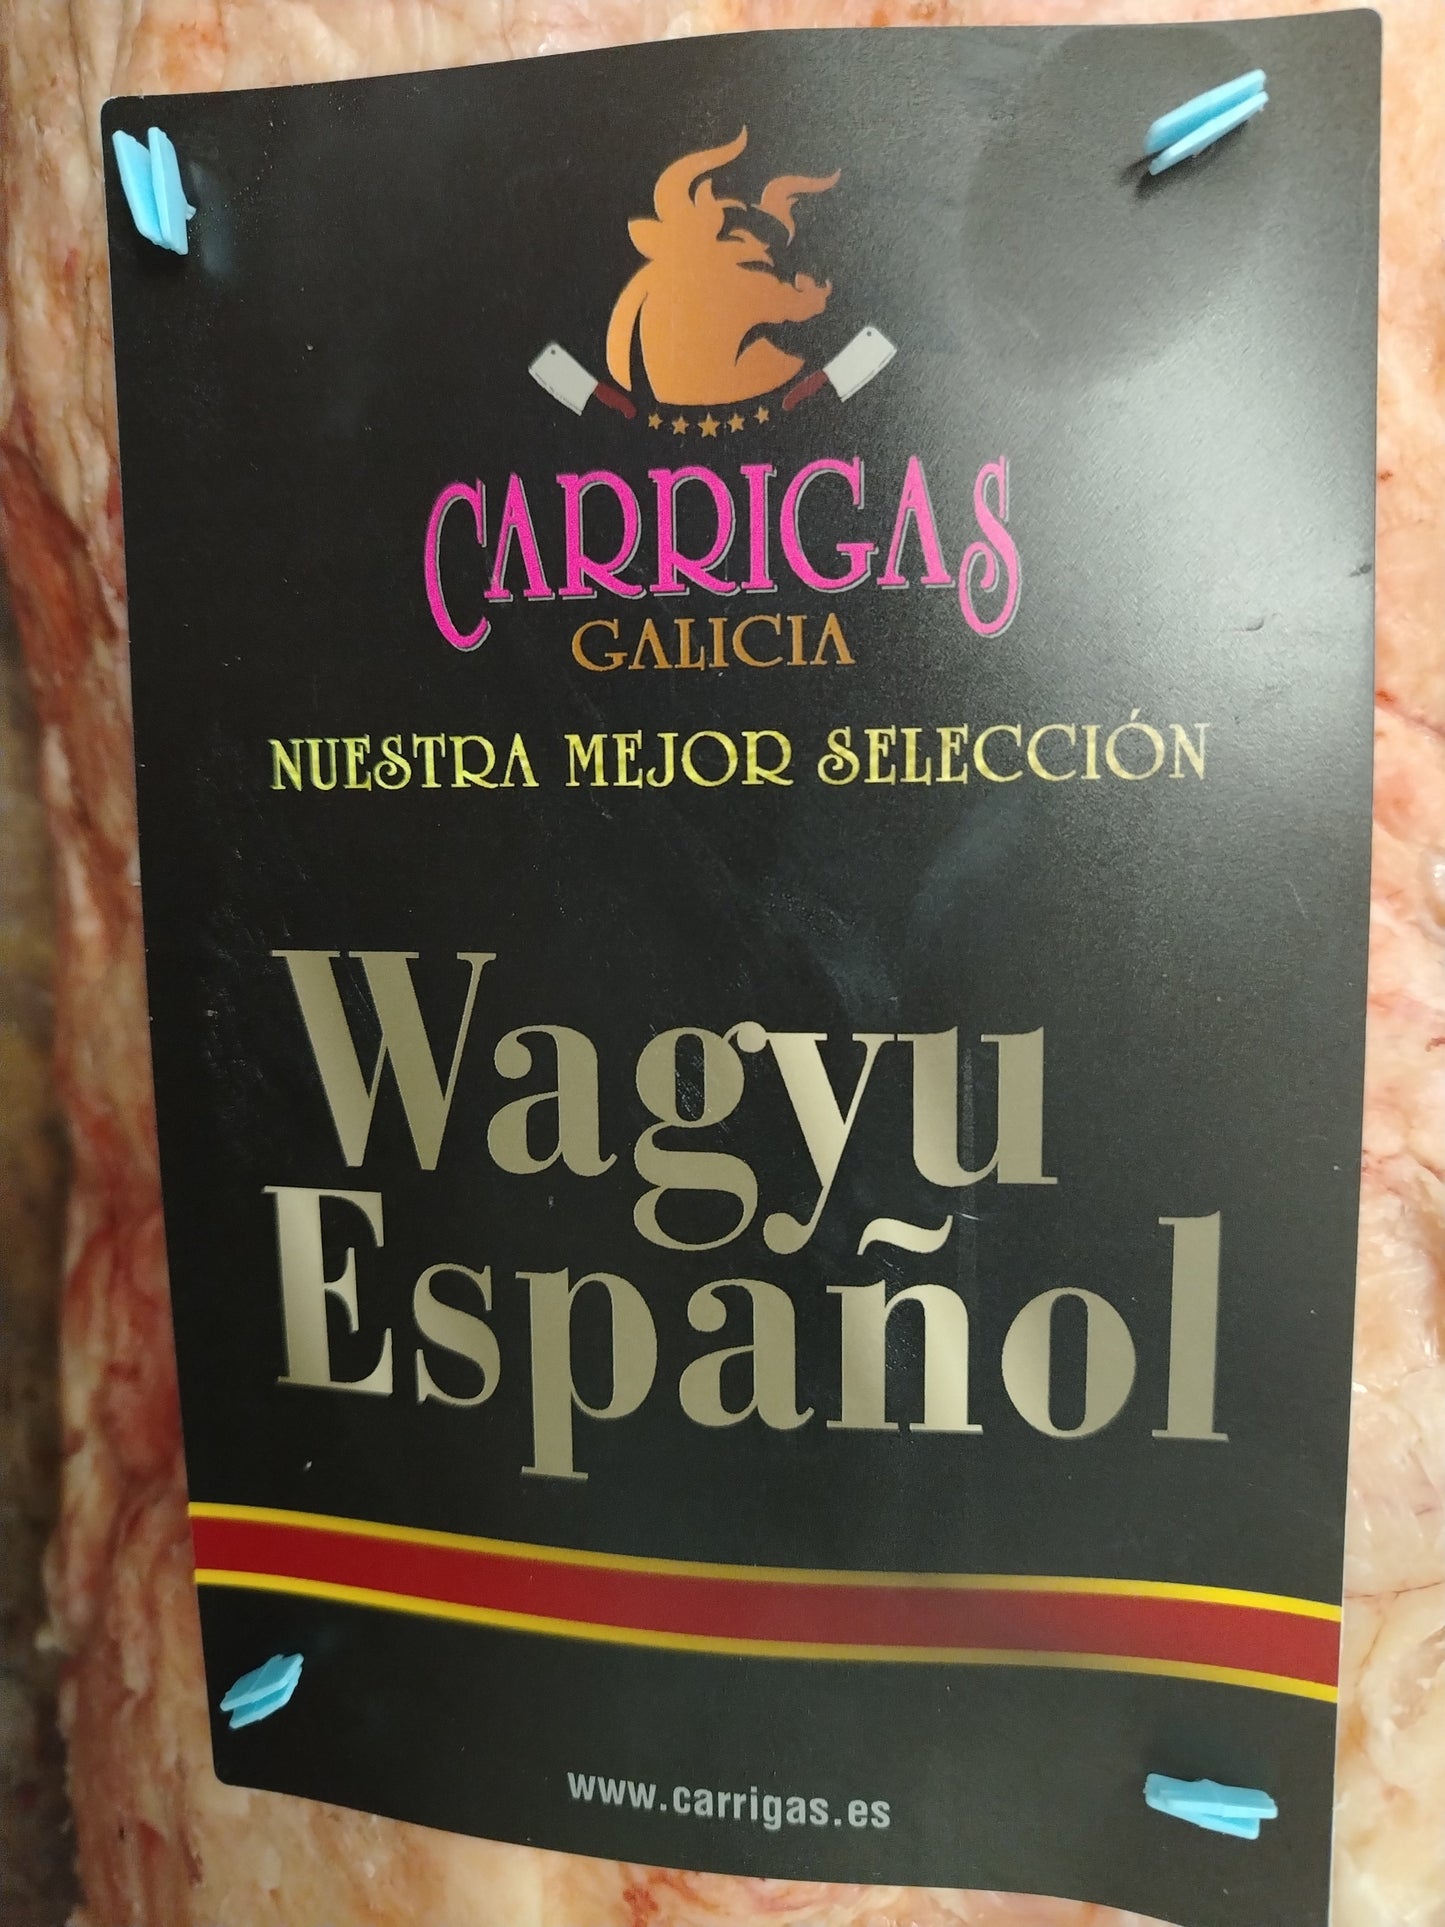 CARRIGAS
GALICIA
NUESTRA MEJOR SELECCIÓN
Wagyu
Español
www.carrigas.es